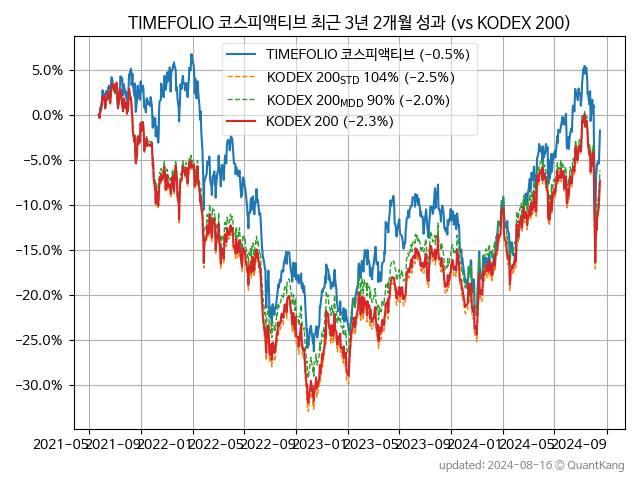 TIMEFOLIO 코스피액티브 최근 3년 2개월 성과 (vs KODEX 200)
TIMEFOLIO 코스피액티브 (−0.5%)
KODEX 200STD 104% (−2.5%)
KODEX 200MDD 90% (−2.0%)
KODEX 200 (−2.3%)
5.0%
0.0%
−5.0%
−10.0%
−15.0%
−20.0%
−25.0%
−30.0%
2021-05 2021-09 2022-01 2022-05 2022-09 2023-01 2023-05 2023-09 2024-01 2024-05 2024-09
updated: 2024-08-16 © QuantKang